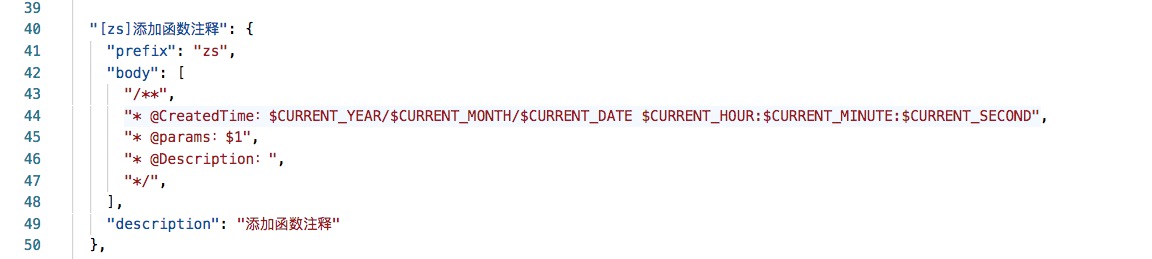 39
40 "[zs]添加函数注释": {
41 "prefix": "zs",
42 "body": [
43 "/**",
44 "* @CreatedTime: $CURRENT_YEAR/$CURRENT_MONTH/$CURRENT_DATE $CURRENT_HOUR:$CURRENT_MINUTE:$CURRENT_SECOND",
45 "* @params: $1",
46 "* @Description: ",
47 "*/",
48 ],
49 "description": "添加函数注释"
50 },